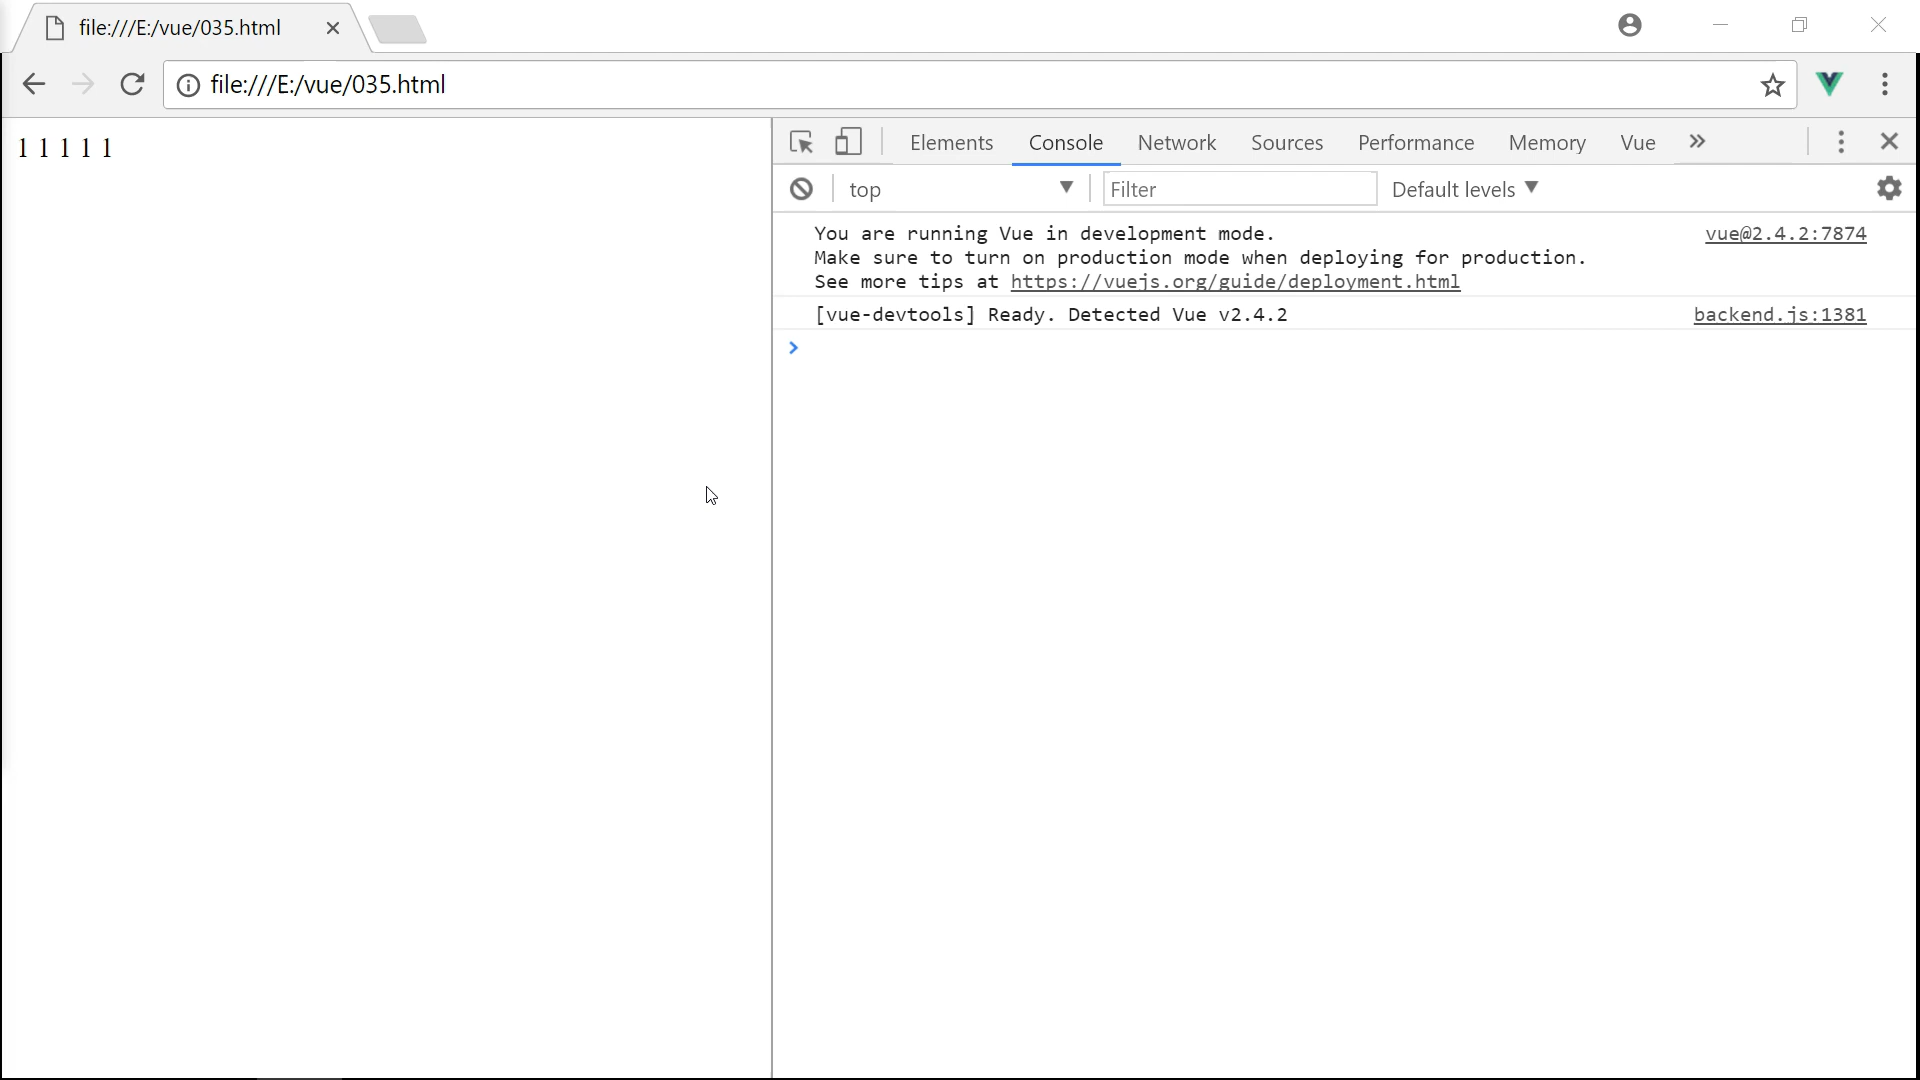 file:///E:/vue/035.html
file:///E:/vue/035.html
1 1 1 1 1
Elements Console Network Sources Performance Memory Vue
top Filter Default levels
You are running Vue in development mode. vue@2.4.2:7874
Make sure to turn on production mode when deploying for production.
See more tips at https://vuejs.org/guide/deployment.html
[vue-devtools] Ready. Detected Vue v2.4.2 backend.js:1381